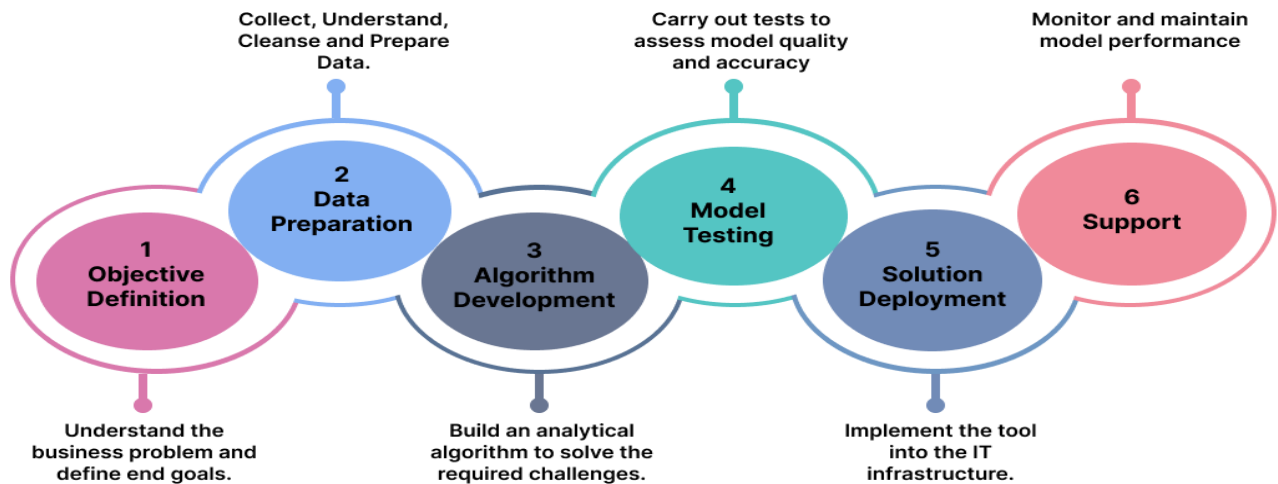 Collect, Understand,
Cleanse and Prepare
Data.
Carry out tests to
assess model quality
and accuracy
Monitor and maintain
model performance
1
Objective
Definition
2
Data
Preparation
3
Algorithm
Development
4
Model
Testing
5
Solution
Deployment
6
Support
Understand the
business problem and
define end goals.
Build an analytical
algorithm to solve the
required challenges.
Implement the tool
into the IT
infrastructure.